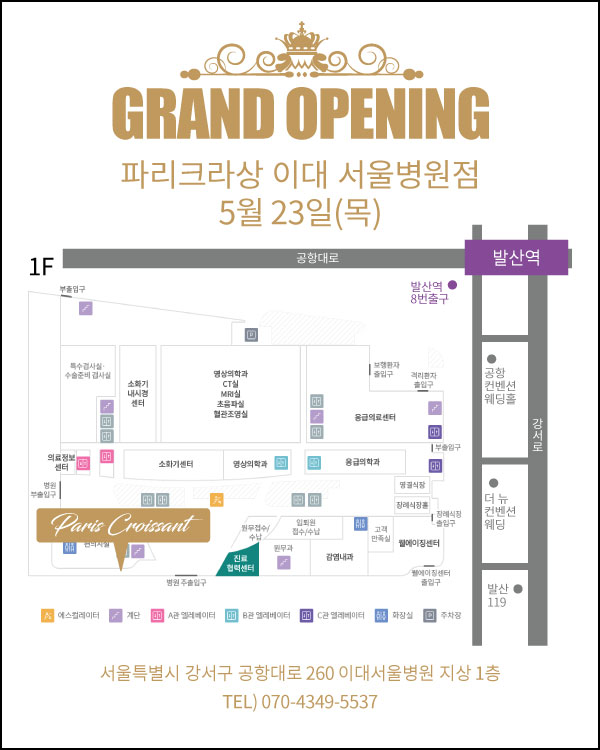 GRAND OPENING
파리크라상 이대 서울병원점
5월 23일(목)
1F
공항대로
발산역
발산역
8번출구
부출입구
특수검사실·
수술준비 검사실
소화기
내시경
센터
영상의학과
CT실
MRI실
초음파실
혈관조영실
보행환자
출입구
격리환자
출입구
응급의료센터
공항
컨벤션
웨딩홀
강서로
부출입구
의료정보
센터
소화기센터
영상의학과
응급의학과
병원
부출입구
영결식장
장례식장홀
장례식장
출입구
더 뉴
컨벤션
웨딩
Paris Croissant
편의시설
원무접수/
수납
입퇴원
접수/수납
고객
만족실
웰에이징센터
진료
협력센터
원무과
감염내과
병원 주출입구
웰에이징센터
출입구
발산
119
에스컬레이터
계단
A관 엘레베이터
B관 엘레베이터
C관 엘레베이터
화장실
주차장
서울특별시 강서구 공항대로 260 이대서울병원 지상 1층
TEL) 070-4349-5537